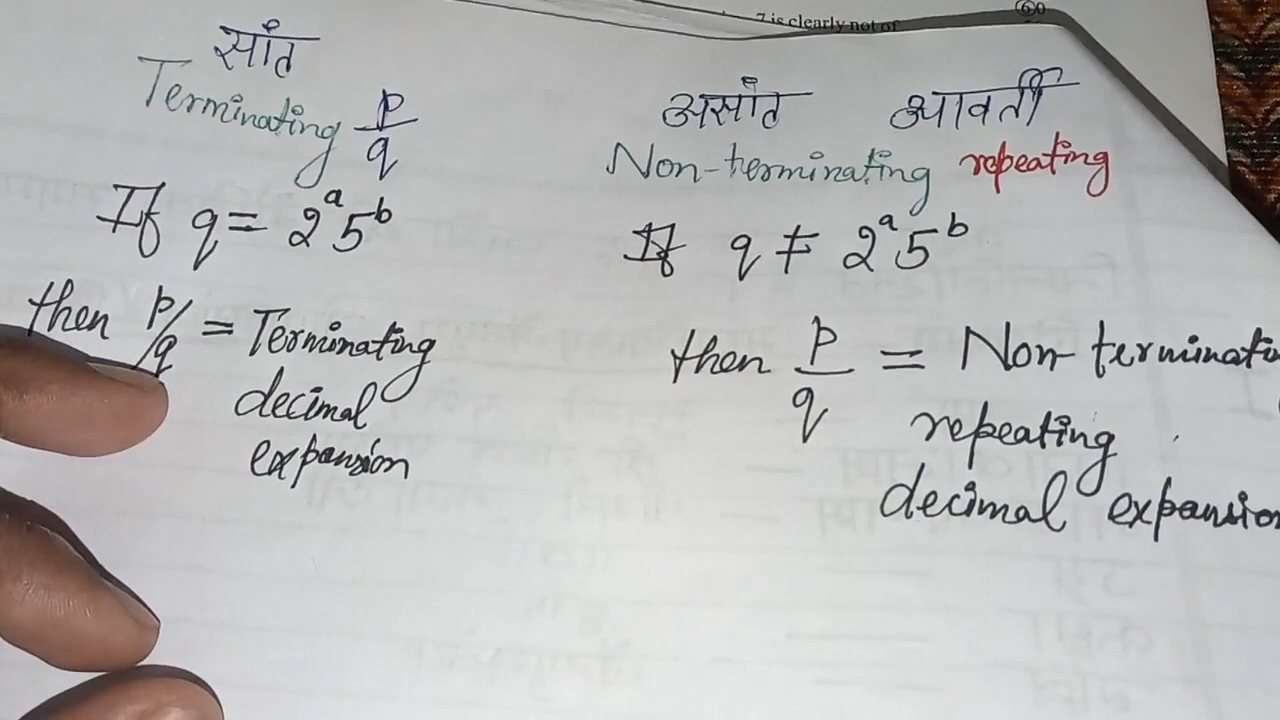 7 is clearly not of
सांत
Terminating p/q
If q = 2^a 5^b
then p/q = Terminating
decimal
expansion
असांत आवर्ती
Non-terminating repeating
If q ≠ 2^a 5^b
then p/q = Non-terminati
repeating
decimal expansion